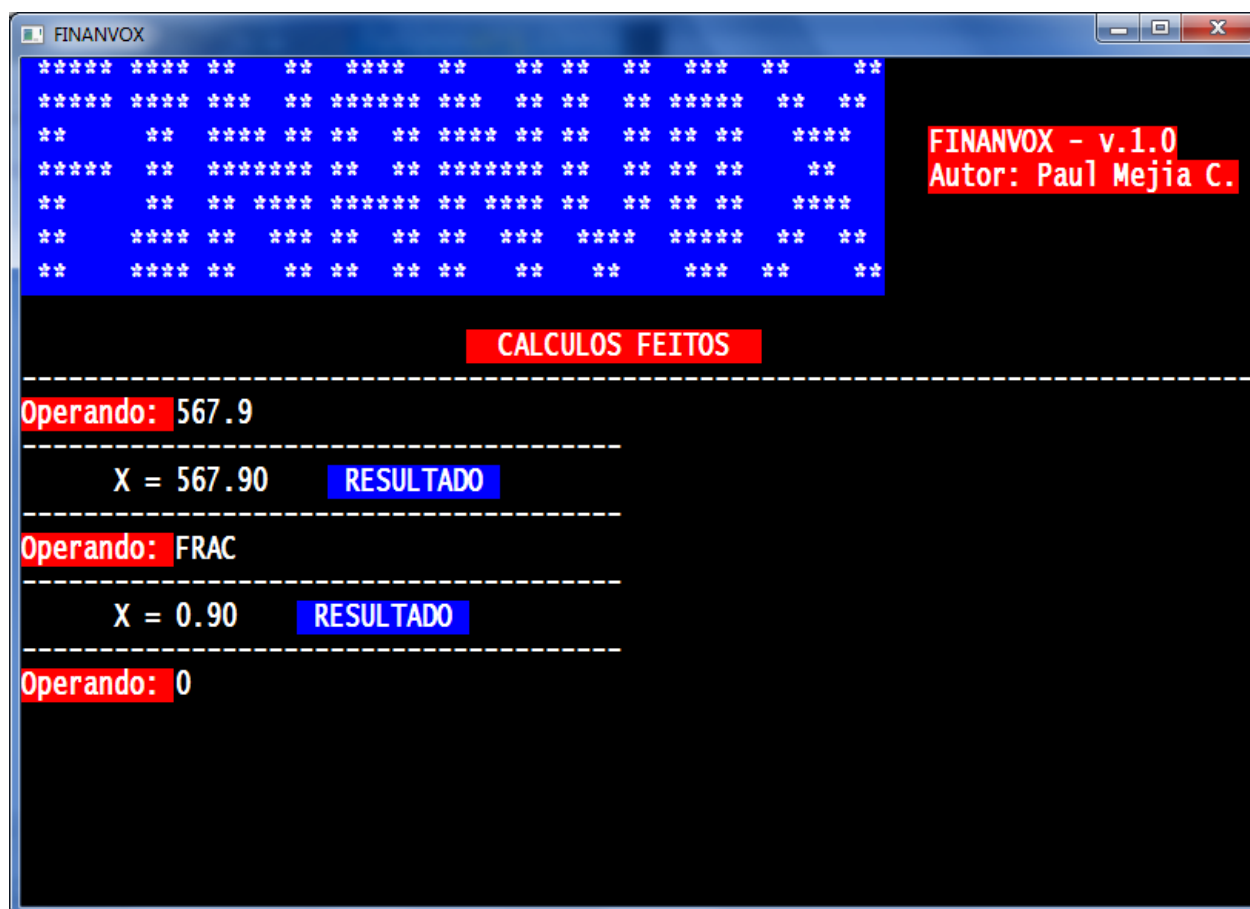 FINANVOX
***** **** **   **  ****  **   ** **  **  ***  **    **
***** **** ***  ** ****** ***  ** **  ** *****  **  **
**     **  **** ** **  ** **** ** **  ** ** **   ****
*****  **  ******* **  ** ******* **  ** ** **    **
**     **  ** **** ****** ** **** **  ** ** **   ****
**    **** **  *** **  ** **  ***  ****  *****  **  **
**    **** **   ** **  ** **   **   **    ***  **    **
FINANVOX - v.1.0
Autor: Paul Mejia C.
CALCULOS FEITOS
--------------------------------------------------------------------------------
Operando: 567.9
---------------------------------------
X = 567.90 RESULTADO
---------------------------------------
Operando: FRAC
---------------------------------------
X = 0.90 RESULTADO
---------------------------------------
Operando: 0